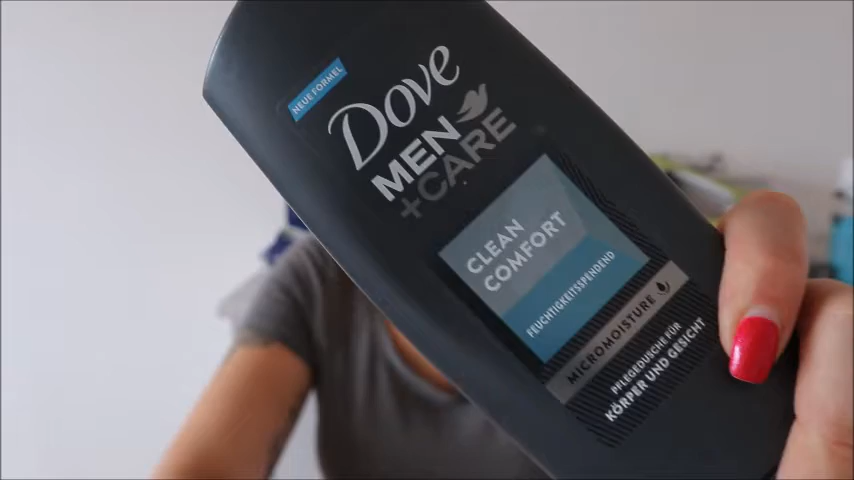 NEUE FORMEL
Dove
MEN
+CARE
CLEAN
COMFORT
FEUCHTIGKEITSSPENDEND
MICROMOISTURE
PFLEGEDUSCHE FÜR
KÖRPER UND GESICHT